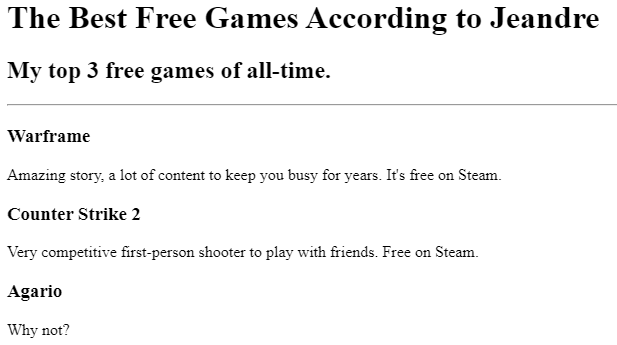 The Best Free Games According to Jeandre
My top 3 free games of all-time.
Warframe
Amazing story, a lot of content to keep you busy for years. It's free on Steam.
Counter Strike 2
Very competitive first-person shooter to play with friends. Free on Steam.
Agario
Why not?